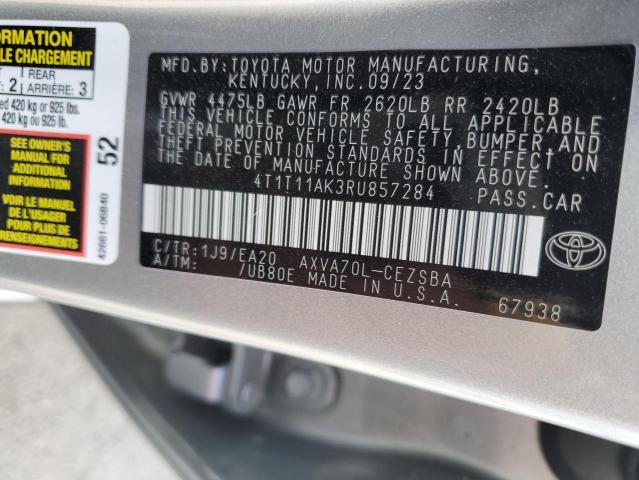 ORMATION
LE CHARGEMENT
: 2
REAR
ARRIÈRE: 3
ed 420 kg or 925 lbs.
420 kg ou 925 lb.
SEE OWNER'S
MANUAL FOR
ADDITIONAL
INFORMATION
VOIR LE MANUEL
DE L'USAGER
POUR PLUS DE
RENSEIGNEMENTS
52
42661-06840
MFD.BY:TOYOTA MOTOR MANUFACTURING,
KENTUCKY,INC.09/23
GVWR 4475LB GAWR FR 2620LB RR 2420LB
THIS VEHICLE CONFORMS TO ALL APPLICABLE
FEDERAL MOTOR VEHICLE SAFETY,BUMPER,AND
THEFT PREVENTION STANDARDS IN EFFECT ON
THE DATE OF MANUFACTURE SHOWN ABOVE.
4T1T11AK3RU857284 PASS.CAR
C/TR:1J9/EA20 AXVA70L-CEZSBA
A/TM: /UB80E MADE IN U.S.A.
67938